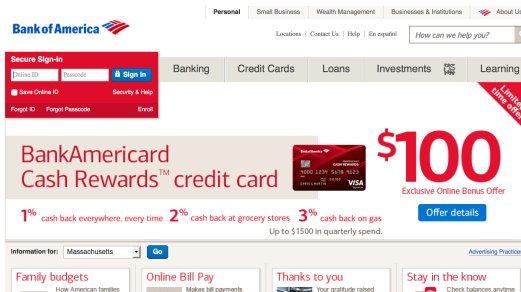 Personal Small Business Wealth Management Businesses & Institutions About Us
Bank of America
Locations Contact Us Help En español How can we help you?
Secure Sign-in
Online ID Passcode Sign In
Save Online ID Security & Help
Forgot ID Forgot Passcode Enroll
Banking Credit Cards Loans Investments Learning
Limited
time offer
BankAmericard
Cash Rewards™ credit card
BankAmerica
CASH REWARDS
VISA
$100
Exclusive Online Bonus Offer
Offer details
1% cash back everywhere, every time 2% cash back at grocery stores 3% cash back on gas
Up to $1500 in quarterly spend.
Information for: Massachusetts Go Advertising Practices
Family budgets Online Bill Pay Thanks to you Stay in the know
How American families Makes bill payments Your gratitude raised Check balances anytime